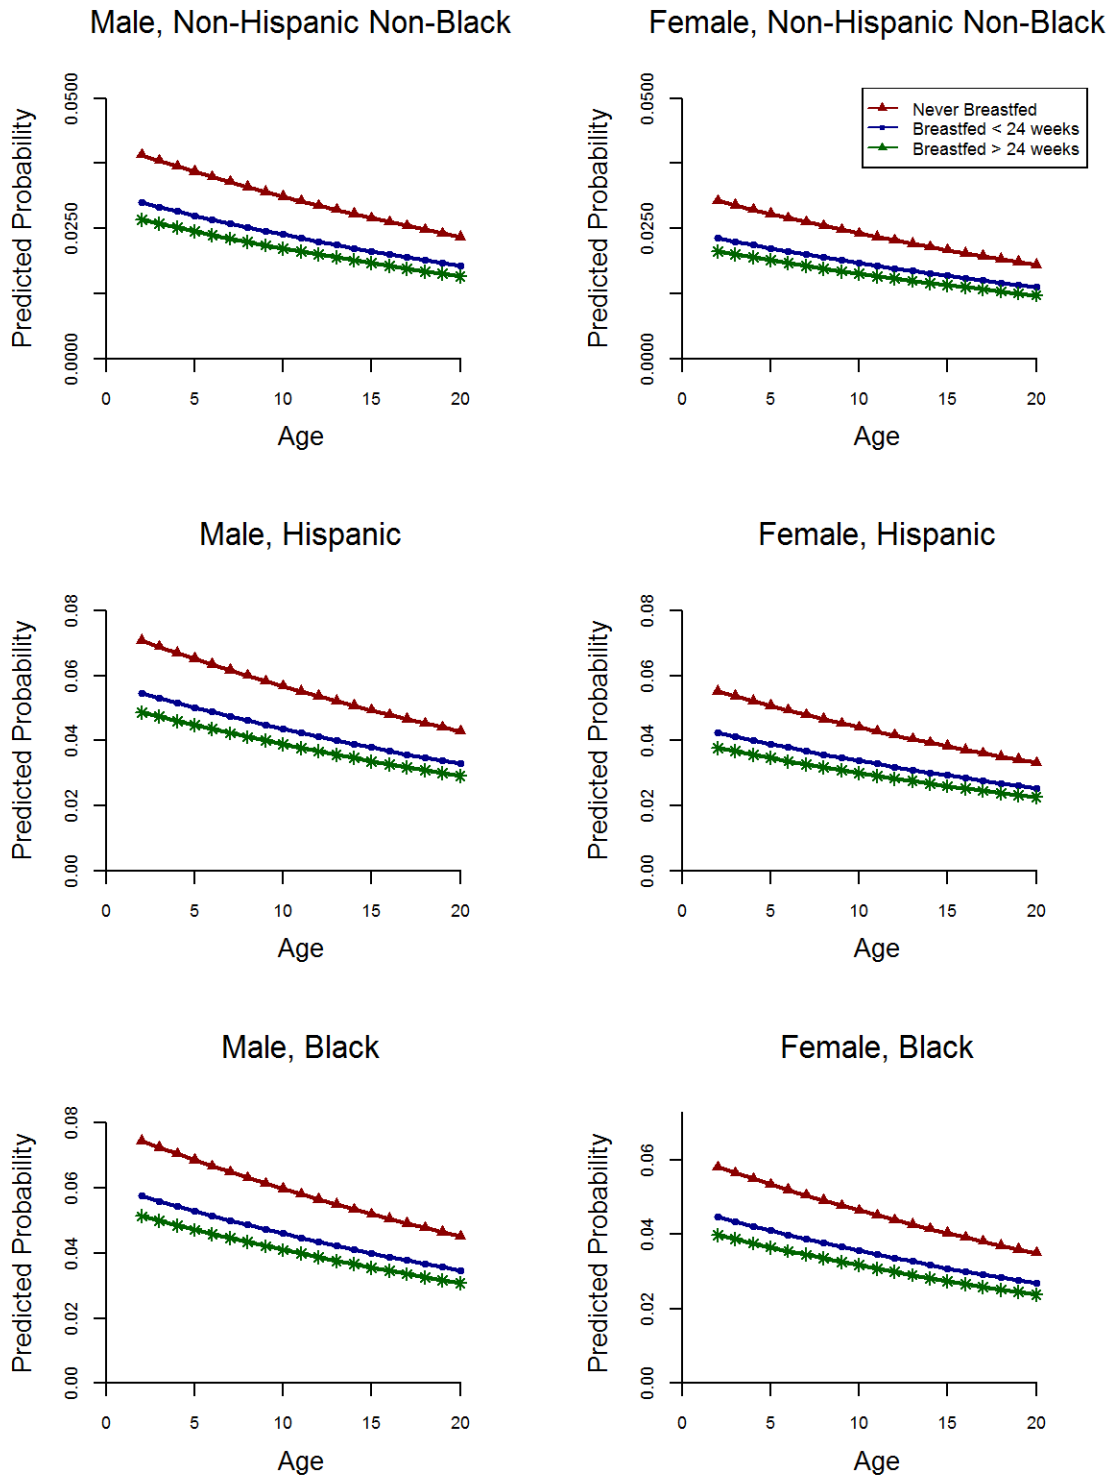 Male, Non-Hispanic Non-Black
Predicted Probability
0.0500
0.0250
0.0000
0 5 10 15 20
Age
Female, Non-Hispanic Non-Black
Predicted Probability
0.0500
0.0250
0.0000
Never Breastfed
Breastfed < 24 weeks
Breastfed > 24 weeks
0 5 10 15 20
Age
Male, Hispanic
Predicted Probability
0.08
0.06
0.04
0.02
0.00
0 5 10 15 20
Age
Female, Hispanic
Predicted Probability
0.08
0.06
0.04
0.02
0.00
0 5 10 15 20
Age
Male, Black
Predicted Probability
0.08
0.06
0.04
0.02
0.00
0 5 10 15 20
Age
Female, Black
Predicted Probability
0.06
0.04
0.02
0.00
0 5 10 15 20
Age